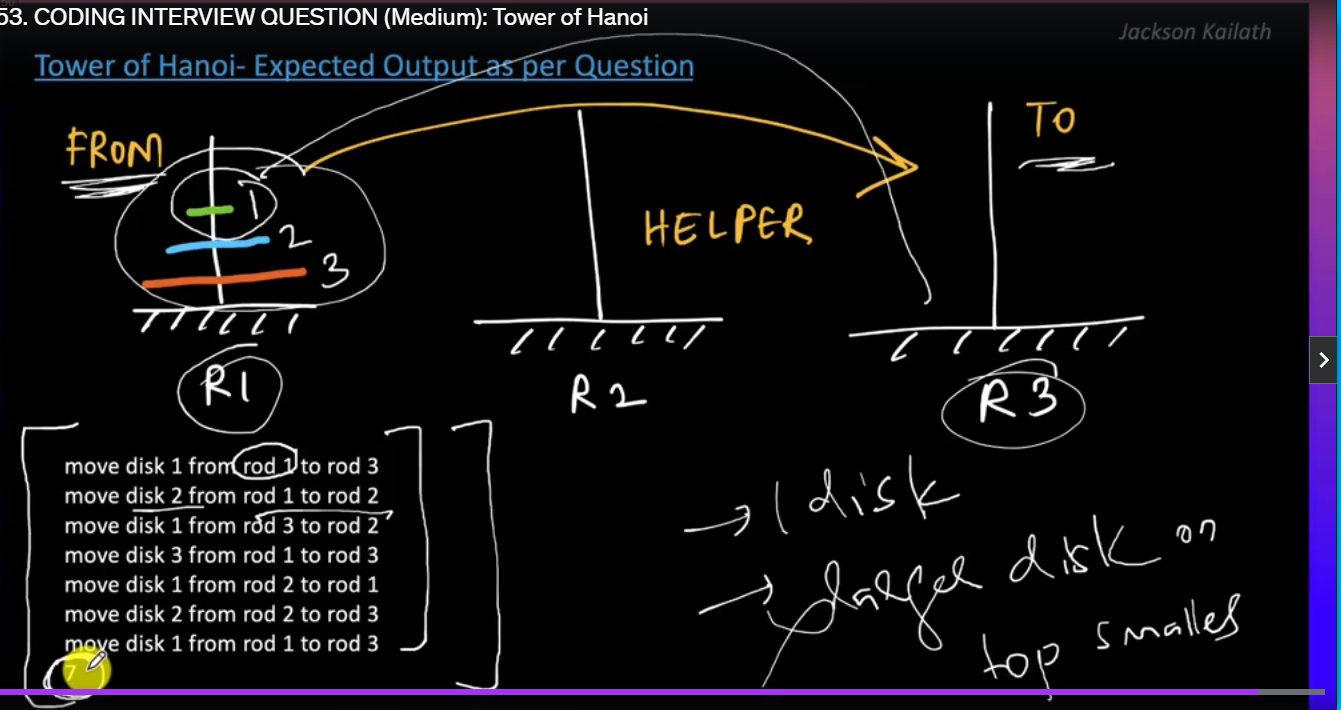 53. CODING INTERVIEW QUESTION (Medium): Tower of Hanoi
Jackson Kailath
Tower of Hanoi- Expected Output as per Question
FROM
TO
1
2
3
HELPER
R1
R2
R3
move disk 1 from rod 1 to rod 3
move disk 2 from rod 1 to rod 2
move disk 1 from rod 3 to rod 2
move disk 3 from rod 1 to rod 3
move disk 1 from rod 2 to rod 1
move disk 2 from rod 2 to rod 3
move disk 1 from rod 1 to rod 3
7
→ 1 disk
→ larger disk on
top smaller